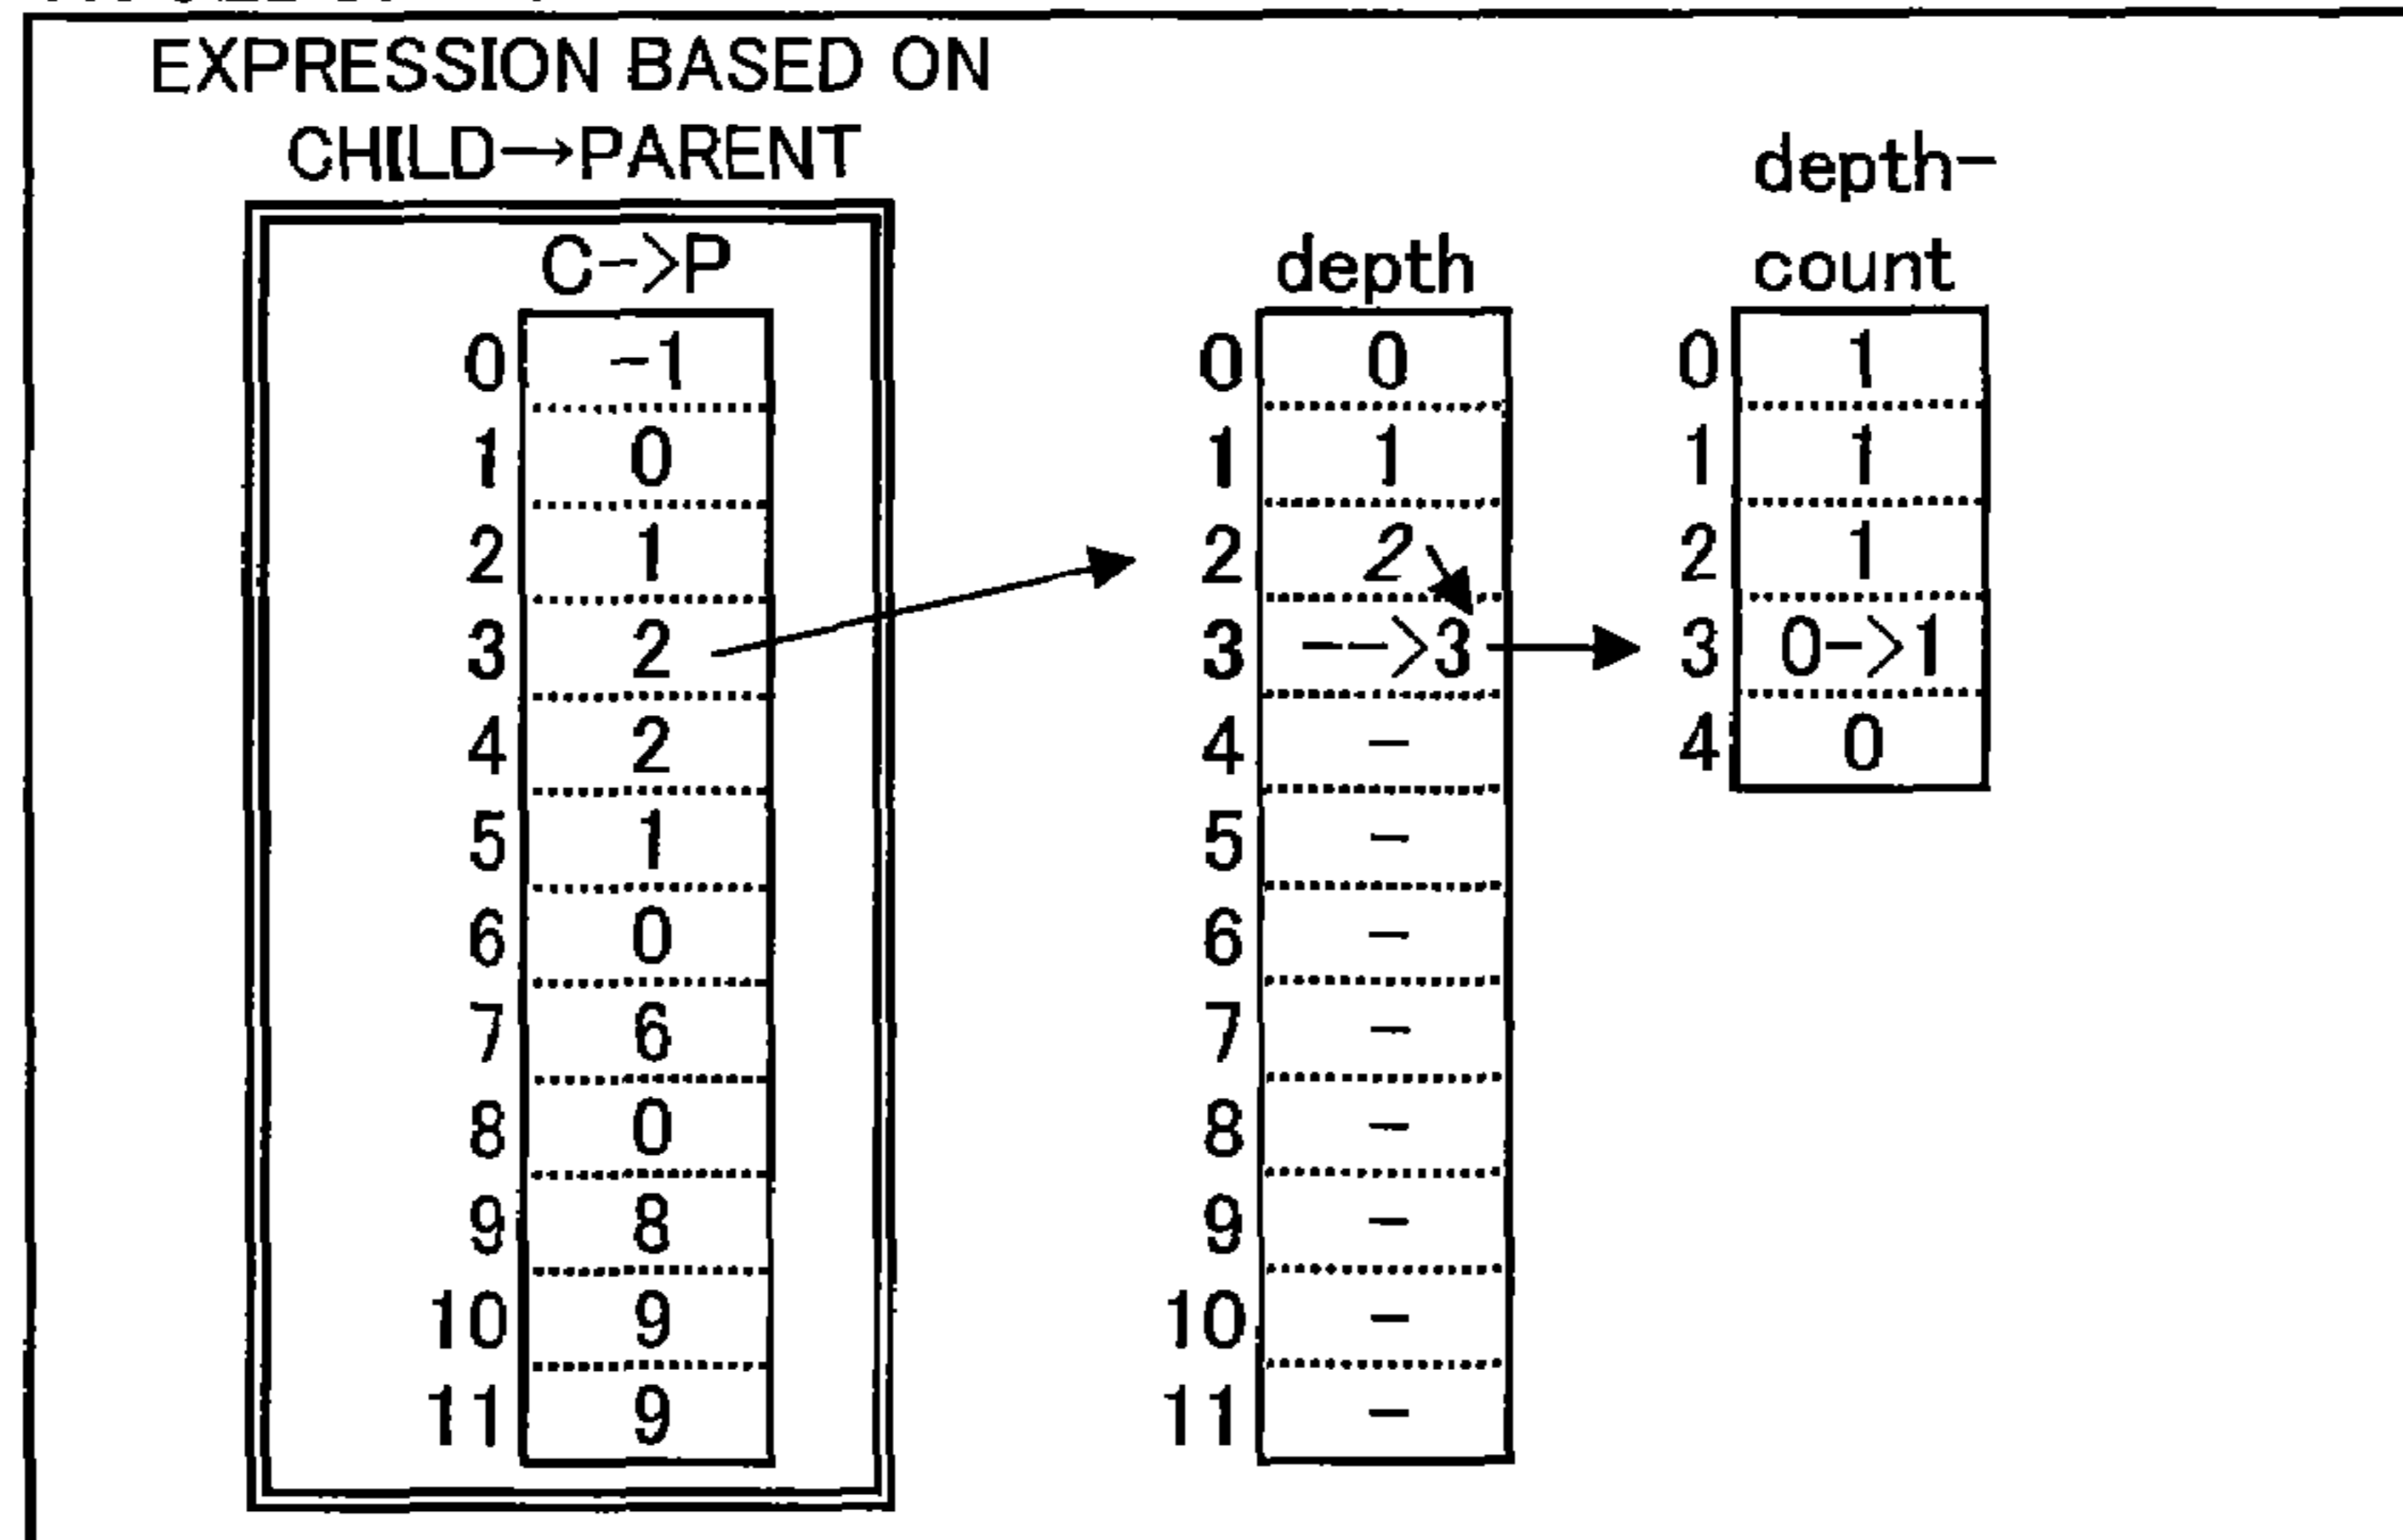 EXPRESSION BASED ON
CHILD→PARENT
depth-
C->P depth count
0 -1 0 0 0 1
1 0 1 1 1 1
2 1 2 2 2 1
3 2 3 -->3 3 0->1
4 2 4 - 4 0
5 1 5 -
6 0 6 -
7 6 7 -
8 0 8 -
9 8 9 -
10 9 10 -
11 9 11 -